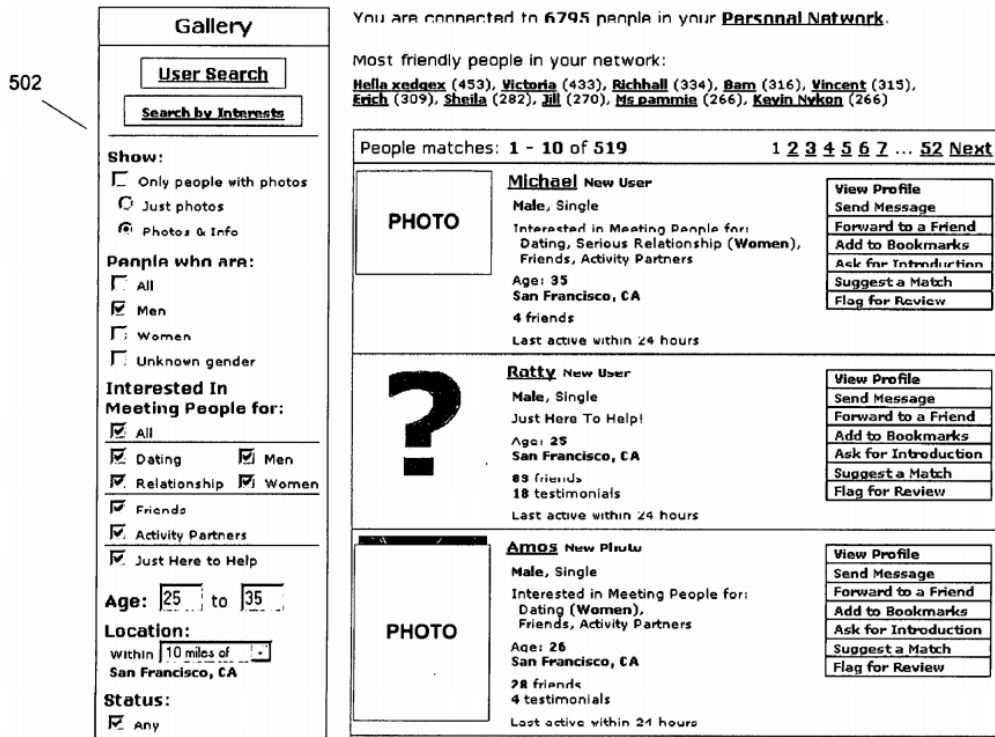 502
Gallery
User Search
Search by Interests
Show:
Only people with photos
Just photos
Photos & Info
People who are:
All
Men
Women
Unknown gender
Interested In
Meeting People for:
All
Dating Men
Relationship Women
Friends
Activity Partners
Just Here to Help
Age: 25 to 35
Location:
Within 10 miles of
San Francisco, CA
Status:
Any
You are connected to 6795 people in your Personal Network.
Most friendly people in your network:
Hella xedgex (453), Victoria (433), Richhall (334), Bam (316), Vincent (315),
Erich (309), Sheila (282), Jill (270), Ms pammie (266), Kevin Nykon (266)
People matches: 1 - 10 of 519 1 2 3 4 5 6 7 ... 52 Next
PHOTO
Michael New User
Male, Single
Interested in Meeting People for:
Dating, Serious Relationship (Women),
Friends, Activity Partners
Age: 35
San Francisco, CA
4 friends
Last active within 24 hours
View Profile
Send Message
Forward to a Friend
Add to Bookmarks
Ask for Introduction
Suggest a Match
Flag for Review
?
Ratty New User
Male, Single
Just Here To Help!
Age: 25
San Francisco, CA
89 friends
18 testimonials
Last active within 24 hours
View Profile
Send Message
Forward to a Friend
Add to Bookmarks
Ask for Introduction
Suggest a Match
Flag for Review
PHOTO
Amos New Photo
Male, Single
Interested in Meeting People for:
Dating (Women),
Friends, Activity Partners
Age: 26
San Francisco, CA
28 friends
4 testimonials
Last active within 24 hours
View Profile
Send Message
Forward to a Friend
Add to Bookmarks
Ask for Introduction
Suggest a Match
Flag for Review